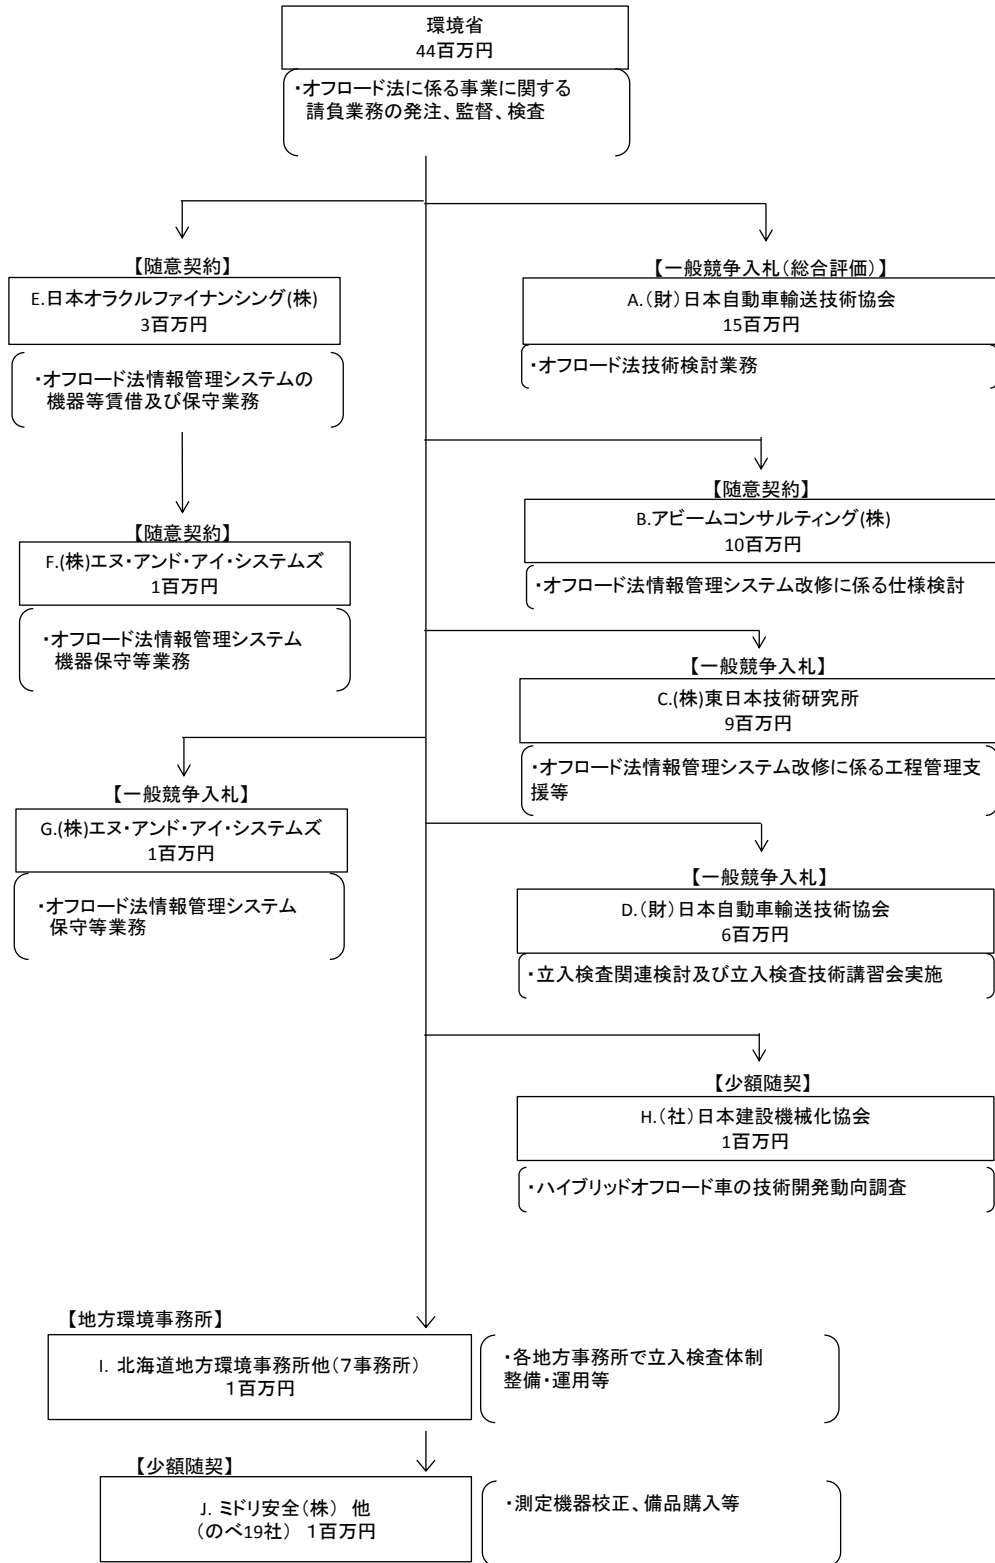 環境省
44百万円
・オフロード法に係る事業に関する
請負業務の発注、監督、検査
【随意契約】
E.日本オラクルファイナンシング(株)
3百万円
・オフロード法情報管理システムの
機器等賃借及び保守業務
【随意契約】
F.(株)エヌ・アンド・アイ・システムズ
1百万円
・オフロード法情報管理システム
機器保守等業務
【一般競争入札】
G.(株)エヌ・アンド・アイ・システムズ
1百万円
・オフロード法情報管理システム
保守等業務
【一般競争入札（総合評価）】
A.（財）日本自動車輸送技術協会
15百万円
・オフロード法技術検討業務
【随意契約】
B.アビームコンサルティング(株)
10百万円
・オフロード法情報管理システム改修に係る仕様検討
【一般競争入札】
C.(株)東日本技術研究所
9百万円
・オフロード法情報管理システム改修に係る工程管理支
援等
【一般競争入札】
D.（財）日本自動車輸送技術協会
6百万円
・立入検査関連検討及び立入検査技術講習会実施
【少額随契】
H.（社）日本建設機械化協会
1百万円
・ハイブリッドオフロード車の技術開発動向調査
【地方環境事務所】
I. 北海道地方環境事務所他（７事務所）
１百万円
・各地方事務所で立入検査体制
整備・運用等
【少額随契】
J. ミドリ安全（株） 他
（のべ19社） １百万円
・測定機器校正、備品購入等